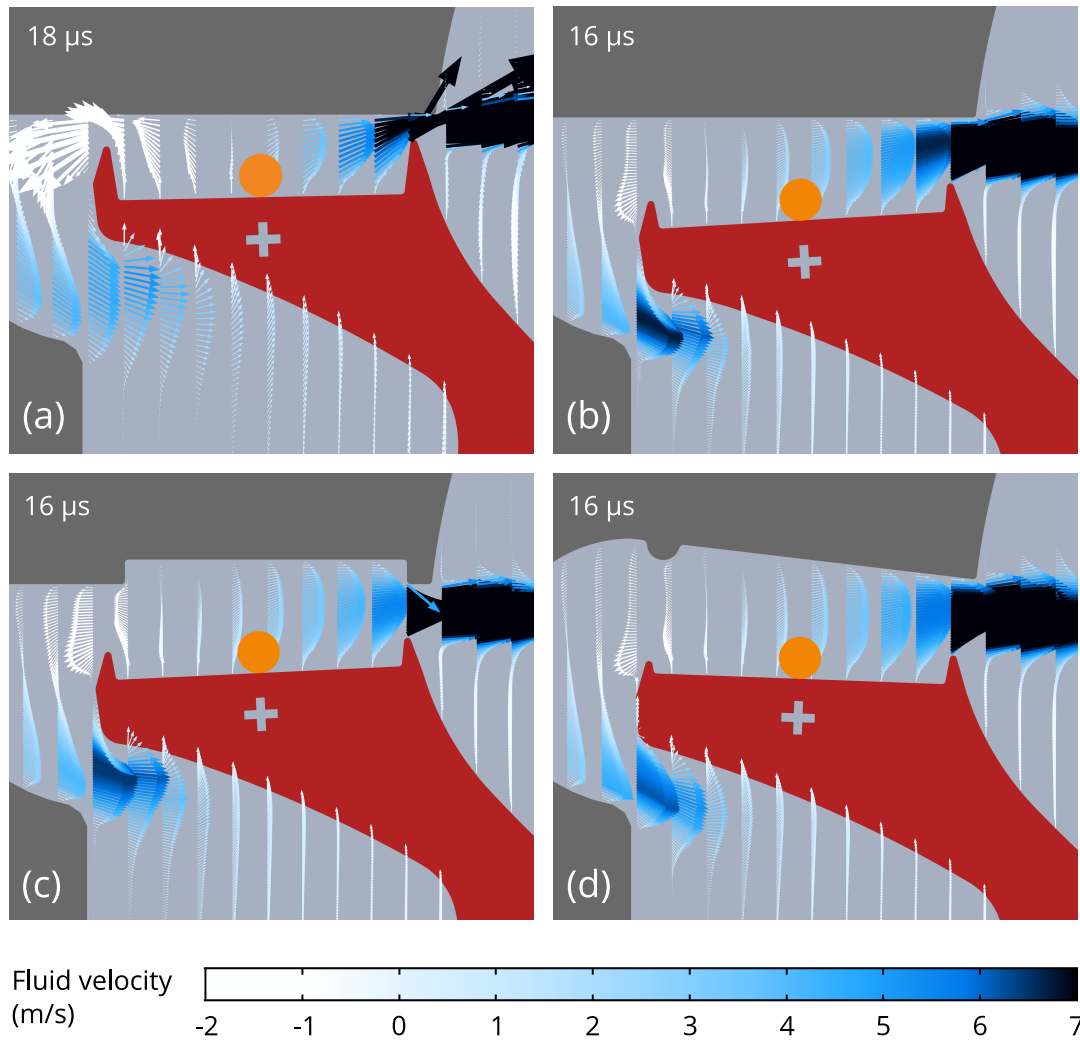 18 μs
16 μs
(a)
(b)
16 μs
16 μs
(c)
(d)
Fluid velocity
(m/s)
-2 -1 0 1 2 3 4 5 6 7